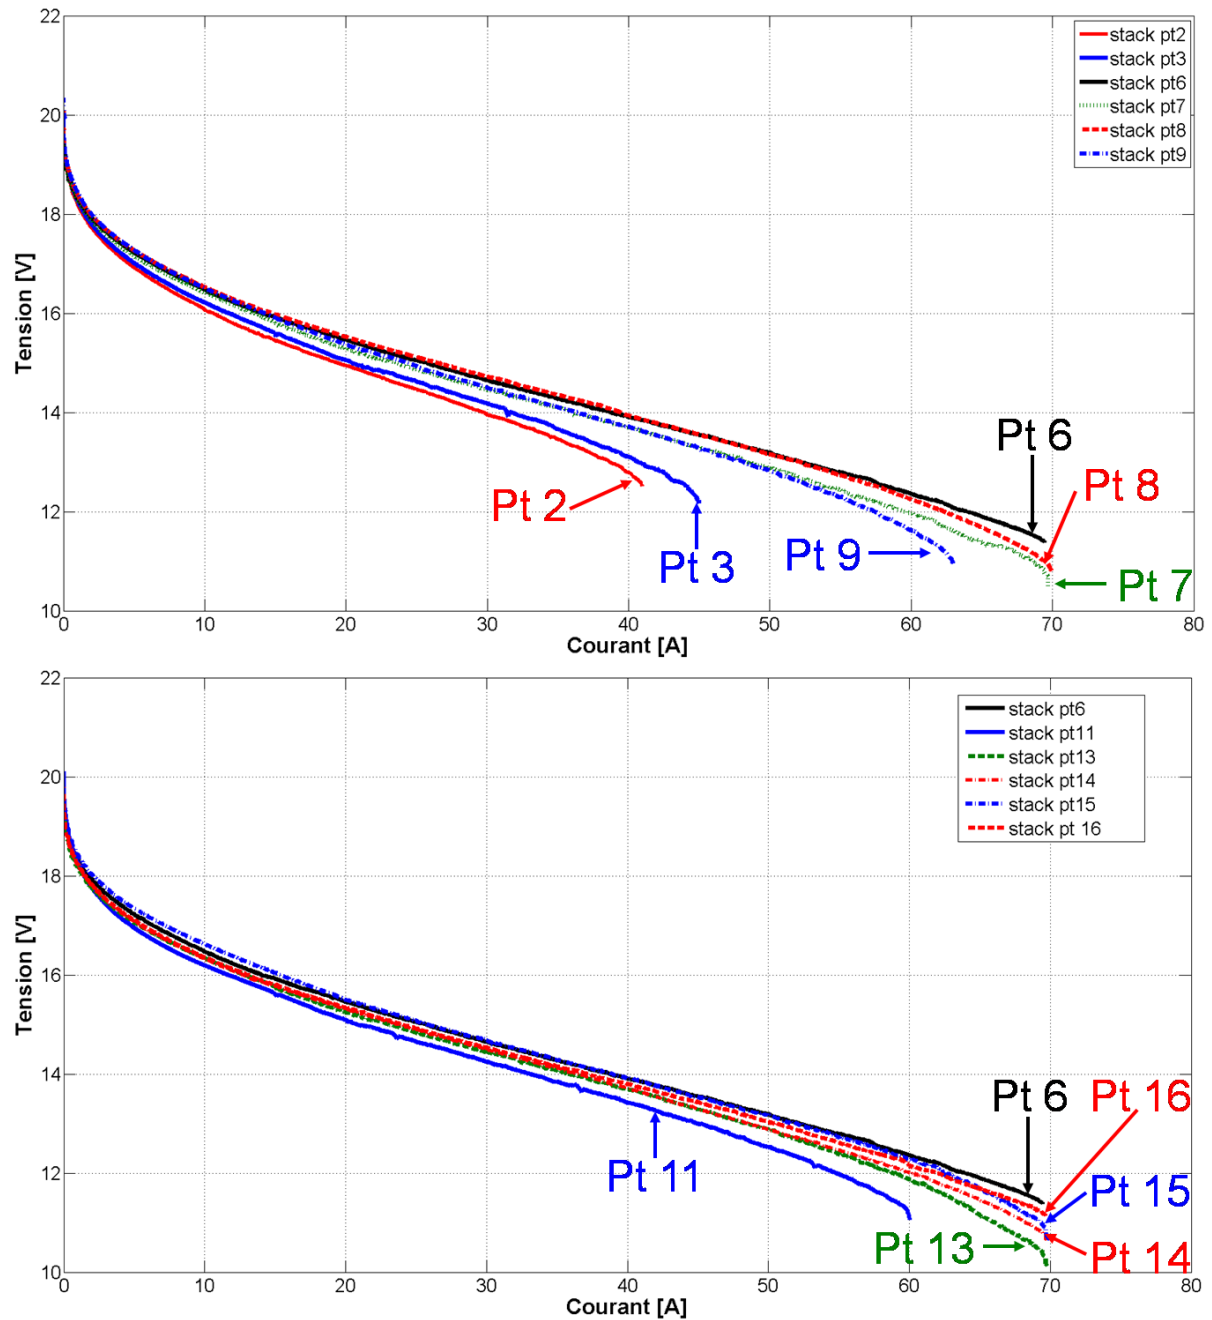 22
20
18
16
14
12
10
Tension [V]
stack pt2
stack pt3
stack pt6
stack pt7
stack pt8
stack pt9
Pt 6
Pt 8
Pt 2
Pt 3
Pt 9
Pt 7
0 10 20 30 40 50 60 70 80
Courant [A]
22
20
18
16
14
12
10
Tension [V]
stack pt6
stack pt11
stack pt13
stack pt14
stack pt15
stack pt 16
Pt 6
Pt 16
Pt 11
Pt 15
Pt 13
Pt 14
0 10 20 30 40 50 60 70 80
Courant [A]